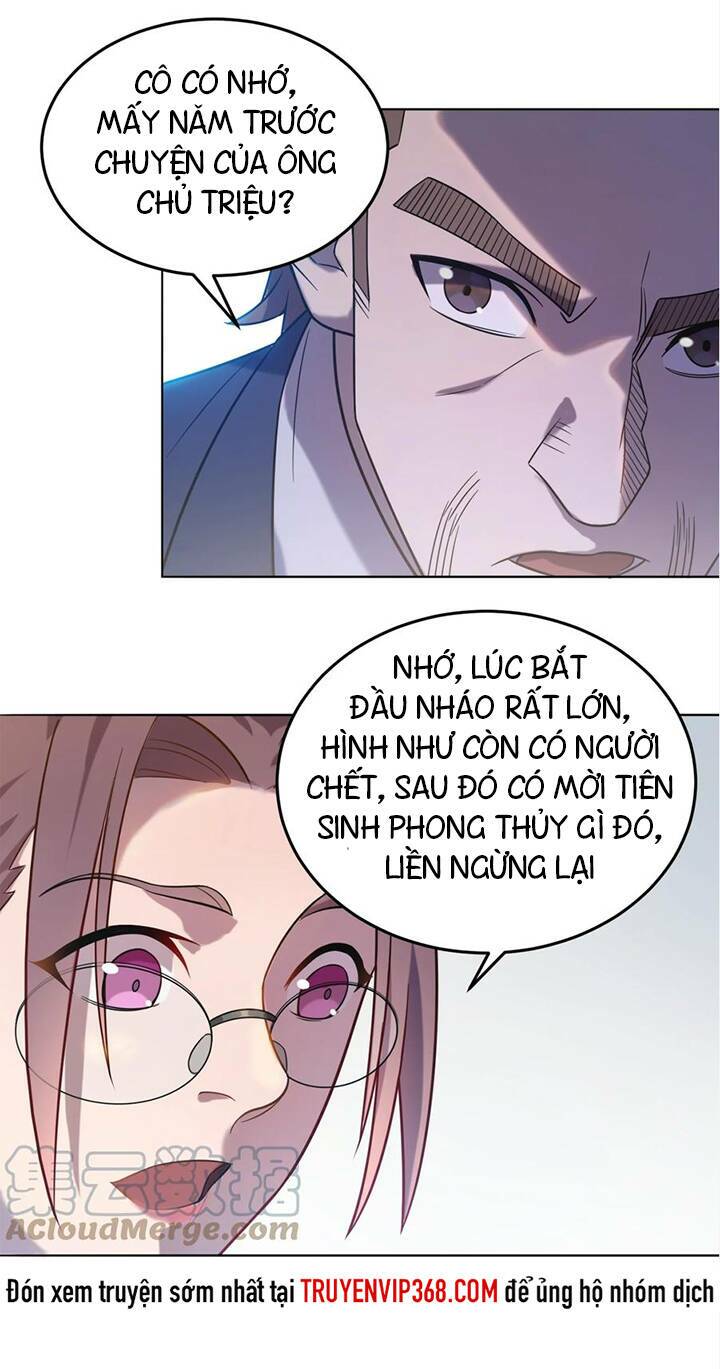 CÔ CÓ NHỚ,
MẤY NĂM TRƯỚC
CHUYỆN CỦA ÔNG
CHỦ TRIỆU?
NHỚ, LÚC BẮT
ĐẦU NHÁO RẤT LỚN,
HÌNH NHƯ CÒN CÓ NGƯỜI
CHẾT, SAU ĐÓ CÓ MỜI TIÊN
SINH PHONG THỦY GÌ ĐÓ,
LIỀN NGỪNG LẠI
集云数据
AcloudMerge.com
Đón xem truyện sớm nhất tại TRUYENVIP368.COM để ủng hộ nhóm dịch